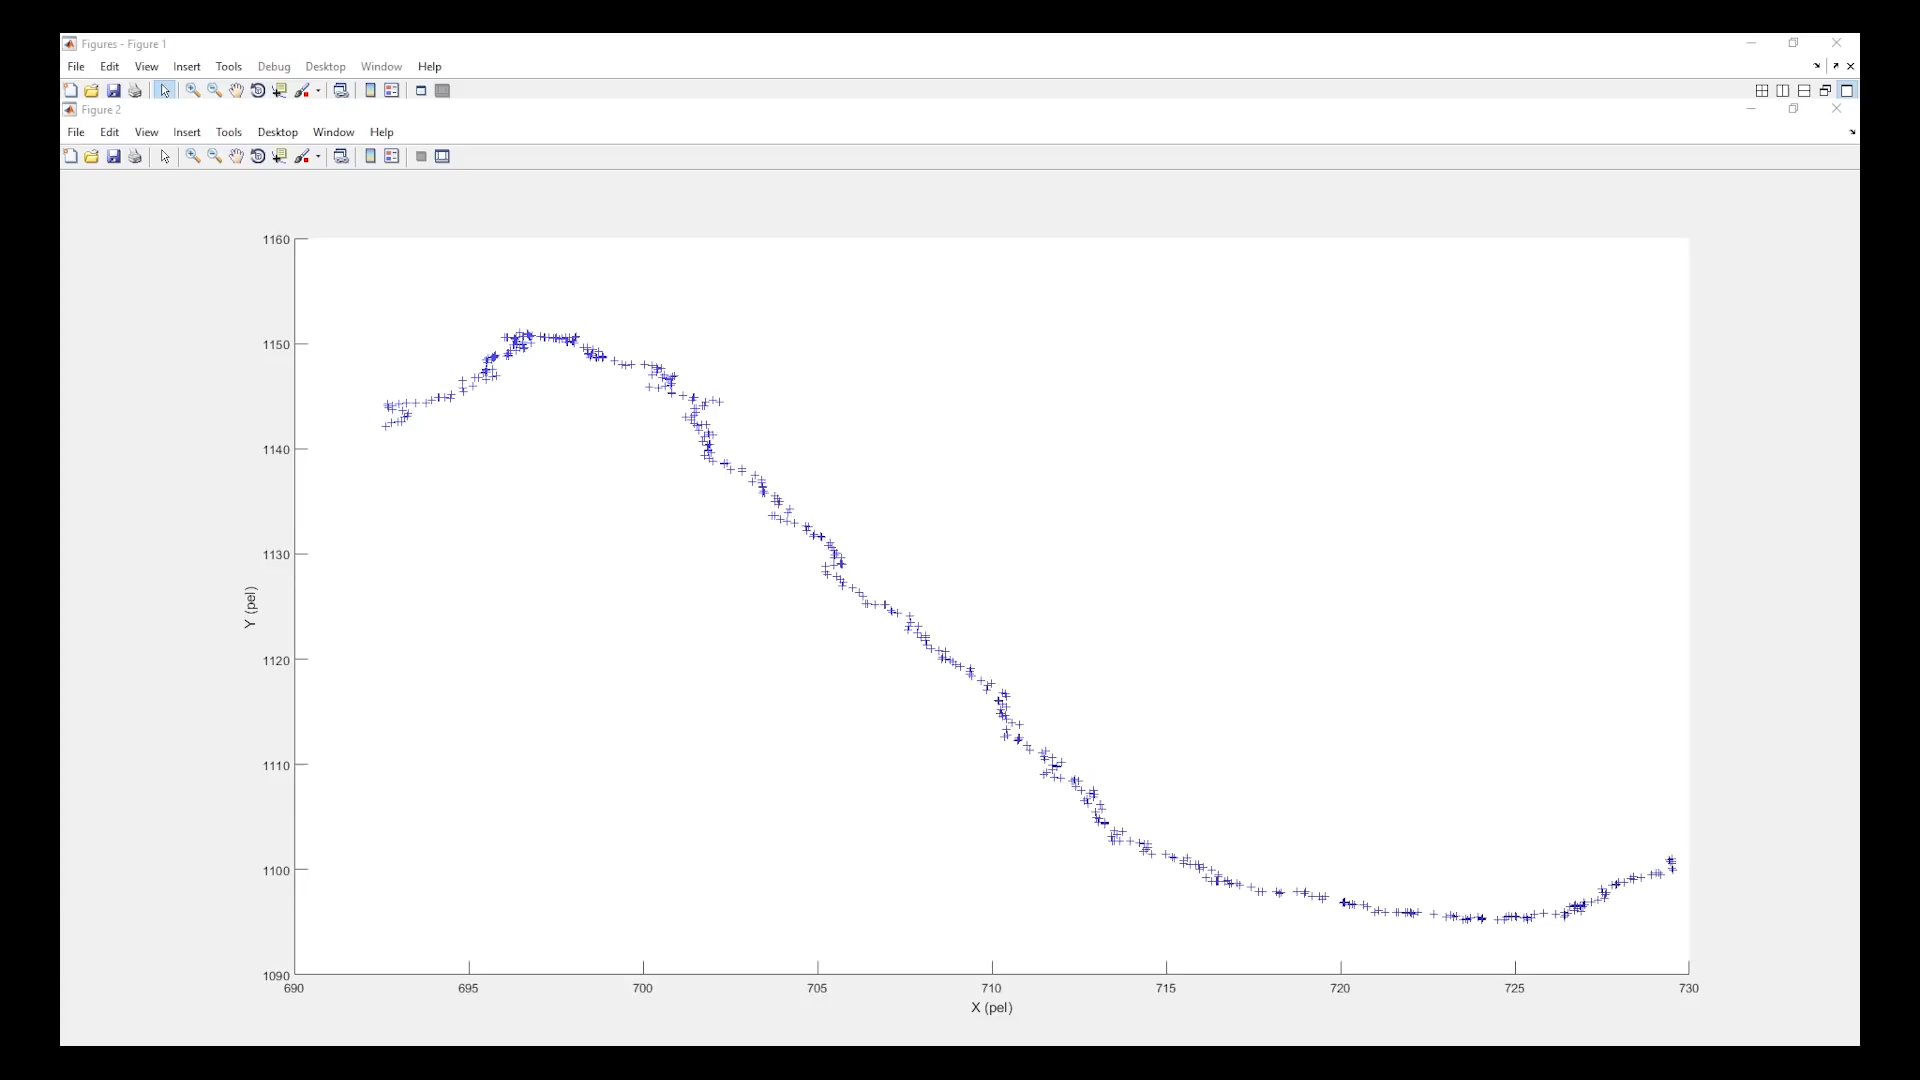 Figures - Figure 1
File Edit View Insert Tools Debug Desktop Window Help
Figure 2
File Edit View Insert Tools Desktop Window Help
1160
1150
1140
1130
1120
1110
1100
1090
Y (pel)
690 695 700 705 710 715 720 725 730
X (pel)